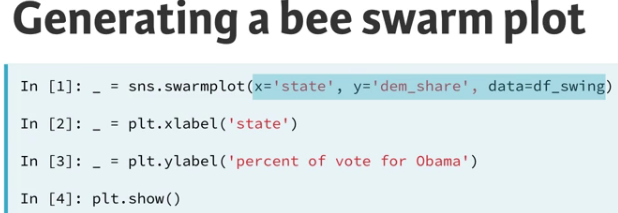 Generating a bee swarm plot
In [1]: _ = sns.swarmplot(x='state', y='dem_share', data=df_swing)
In [2]: _ = plt.xlabel('state')
In [3]: _ = plt.ylabel('percent of vote for Obama')
In [4]: plt.show()